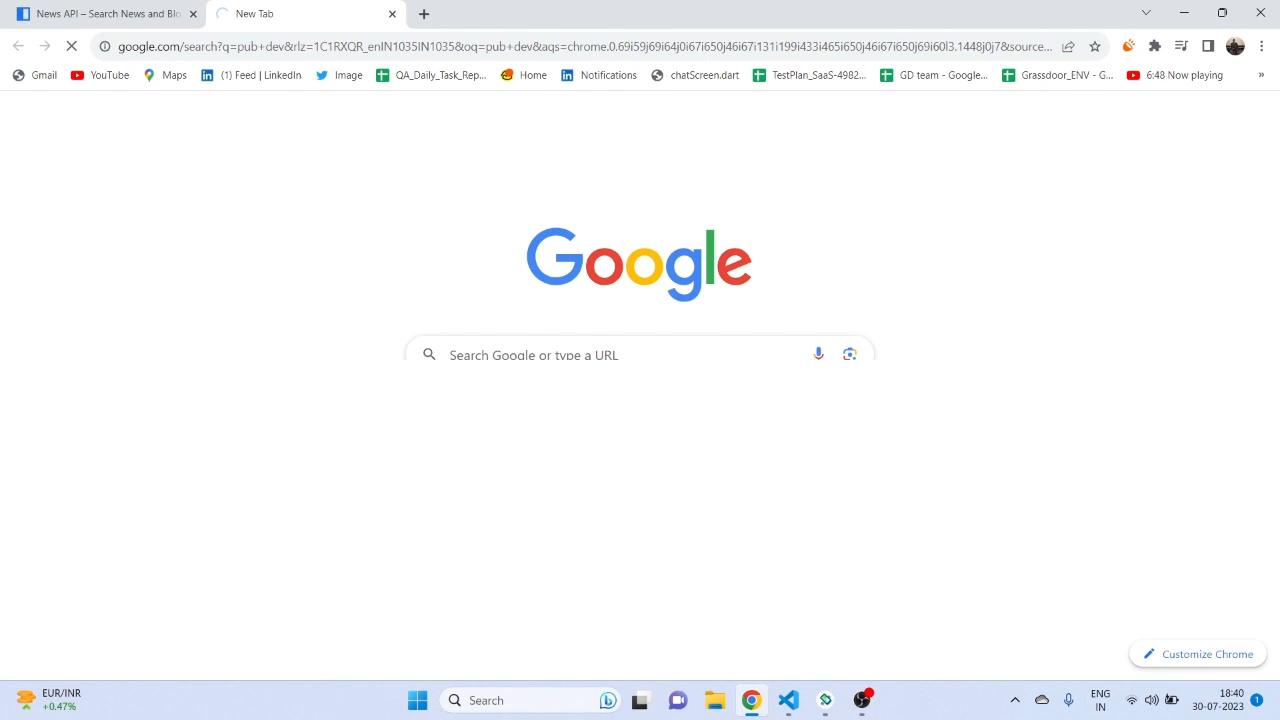 News API – Search News and Blo
New Tab
google.com/search?q=pub+dev&rlz=1C1RXQR_enIN1035IN1035&oq=pub+dev&aqs=chrome.0.69i59j69i64j0i67i650j46i67i131i199i433i465i650j46i67i650j69i60l3.1448j0j7&source...
Gmail YouTube Maps (1) Feed | LinkedIn Image QA_Daily_Task_Rep... Home Notifications chatScreen.dart TestPlan_SaaS-4982... GD team - Google... Grassdoor_ENV - G... 6:48 Now playing »
Google
Search Google or type a URL
Customize Chrome
EUR/INR
+0.47%
Search
ENG
IN
18:40
30-07-2023
1